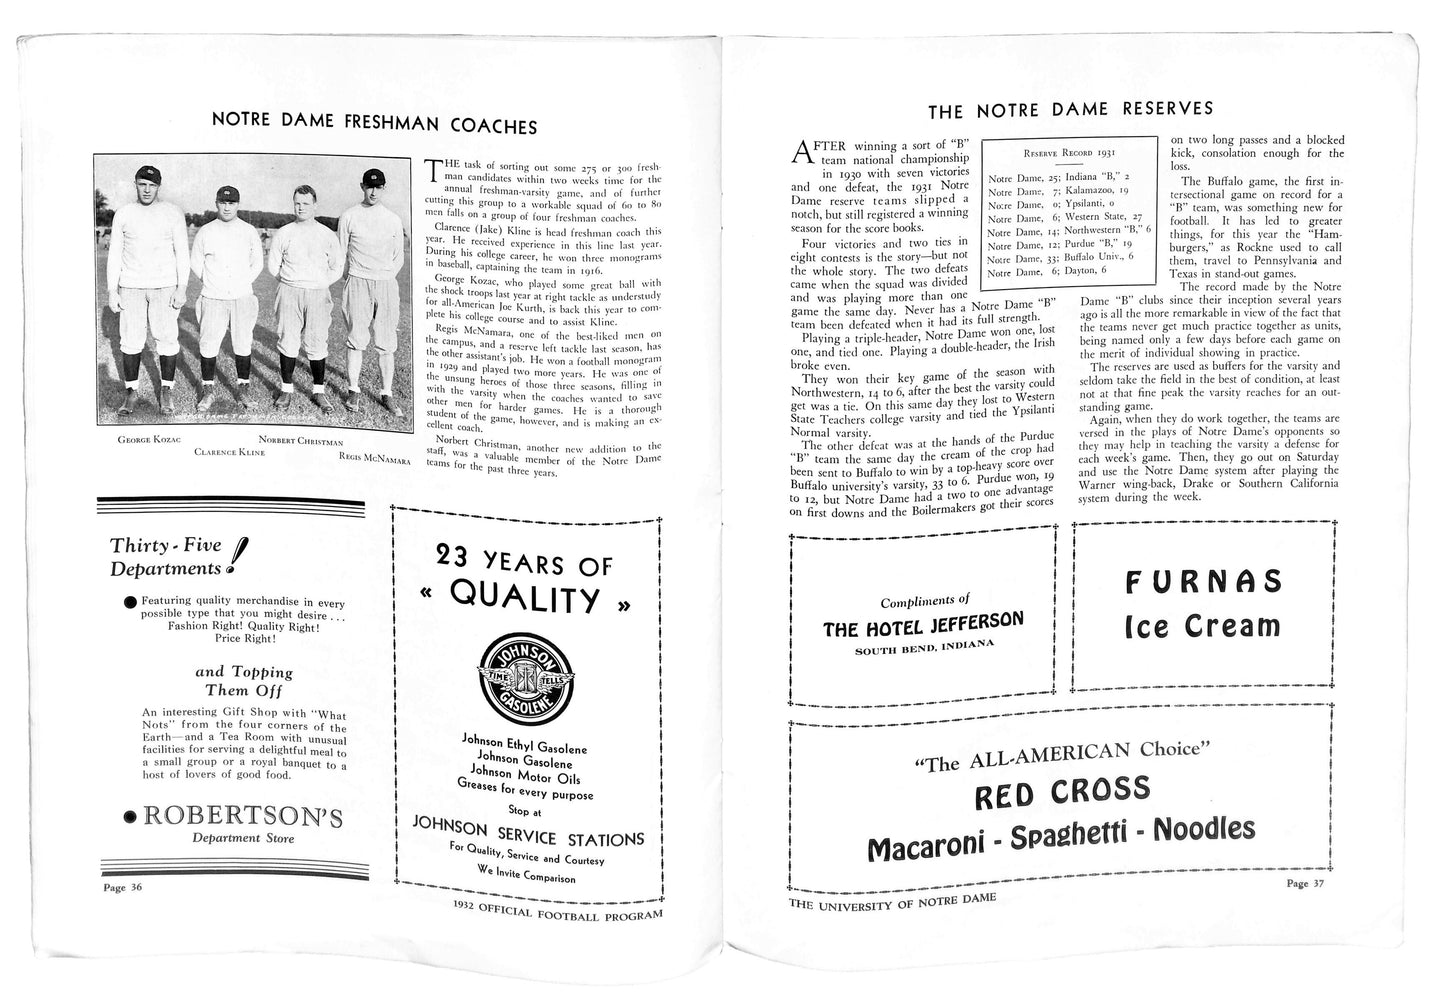 NOTRE DAME FRESHMAN COACHES
NOTRE DAME FRESHMAN COACHES
GEORGE KOZAC
NORBERT CHRISTMAN
CLARENCE KLINE
REGIS MCNAMARA
THE task of sorting out some 275 or 300 fresh-
man candidates within two weeks time for the
annual freshman-varsity game, and of further
cutting this group to a workable squad of 60 to 80
men falls on a group of four freshman coaches.
Clarence (Jake) Kline is head freshman coach this
year. He received experience in this line last year.
During his college career, he won three monograms
in baseball, captaining the team in 1916.
George Kozac, who played some great ball with
the shock troops last year at right tackle as understudy
for all-American Joe Kurth, is back this year to com-
plete his college course and to assist Kline.
Regis McNamara, one of the best-liked men on
the campus, and a reserve left tackle last season, has
the other assistant's job. He won a football monogram
in 1929 and played two more years. He was one of
the unsung heroes of those three seasons, filling in
with the varsity when the coaches wanted to save
other men for harder games. He is a thorough
student of the game, however, and is making an ex-
cellent coach.
Norbert Christman, another new addition to the
staff, was a valuable member of the Notre Dame
teams for the past three years.
Thirty-Five
Departments!
Featuring quality merchandise in every
possible type that you might desire . . .
Fashion Right! Quality Right!
Price Right!
and Topping
Them Off
An interesting Gift Shop with "What
Nots" from the four corners of the
Earth—and a Tea Room with unusual
facilities for serving a delightful meal to
a small group or a royal banquet to a
host of lovers of good food.
ROBERTSON'S
Department Store
Page 36
23 YEARS OF
« QUALITY »
JOHNSON
TIME TELLS
GASOLENE
Johnson Ethyl Gasolene
Johnson Gasolene
Johnson Motor Oils
Greases for every purpose
Stop at
JOHNSON SERVICE STATIONS
For Quality, Service and Courtesy
We Invite Comparison
1932 OFFICIAL FOOTBALL PROGRAM
THE NOTRE DAME RESERVES
AFTER winning a sort of "B"
team national championship
in 1930 with seven victories
and one defeat, the 1931 Notre
Dame reserve teams slipped a
notch, but still registered a winning
season for the score books.
Four victories and two ties in
eight contests is the story—but not
the whole story. The two defeats
came when the squad was divided
and was playing more than one
game the same day. Never has a Notre Dame "B"
team been defeated when it had its full strength.
Playing a triple-header, Notre Dame won one, lost
one, and tied one. Playing a double-header, the Irish
broke even.
They won their key game of the season with
Northwestern, 14 to 6, after the best the varsity could
get was a tie. On this same day they lost to Western
State Teachers college varsity and tied the Ypsilanti
Normal varsity.
The other defeat was at the hands of the Purdue
"B" team the same day the cream of the crop had
been sent to Buffalo to win by a top-heavy score over
Buffalo university's varsity, 33 to 6. Purdue won, 19
to 12, but Notre Dame had a two to one advantage
on first downs and the Boilermakers got their scores
RESERVE RECORD 1931
Notre Dame, 25; Indiana "B," 2
Notre Dame, 7; Kalamazoo, 19
Notre Dame, 0; Ypsilanti, 0
Notre Dame, 6; Western State, 27
Notre Dame, 14; Northwestern "B," 6
Notre Dame, 12; Purdue "B," 19
Notre Dame, 33; Buffalo Univ., 6
Notre Dame, 6; Dayton, 6
on two long passes and a blocked
kick, consolation enough for the
loss.
The Buffalo game, the first in-
tersectional game on record for a
"B" team, was something new for
football. It has led to greater
things, for this year the "Ham-
burgers," as Rockne used to call
them, travel to Pennsylvania and
Texas in stand-out games.
The record made by the Notre
Dame "B" clubs since their inception several years
ago is all the more remarkable in view of the fact that
the teams never get much practice together as units,
being named only a few days before each game on
the merit of individual showing in practice.
The reserves are used as buffers for the varsity and
seldom take the field in the best of condition, at least
not at that fine peak the varsity reaches for an out-
standing game.
Again, when they do work together, the teams are
versed in the plays of Notre Dame's opponents so
they may help in teaching the varsity a defense for
each week's game. Then, they go out on Saturday
and use the Notre Dame system after playing the
Warner wing-back, Drake or Southern California
system during the week.
Compliments of
THE HOTEL JEFFERSON
SOUTH BEND, INDIANA
FURNAS
Ice Cream
"The ALL-AMERICAN Choice"
RED CROSS
Macaroni - Spaghetti - Noodles
Page 37
THE UNIVERSITY OF NOTRE DAME